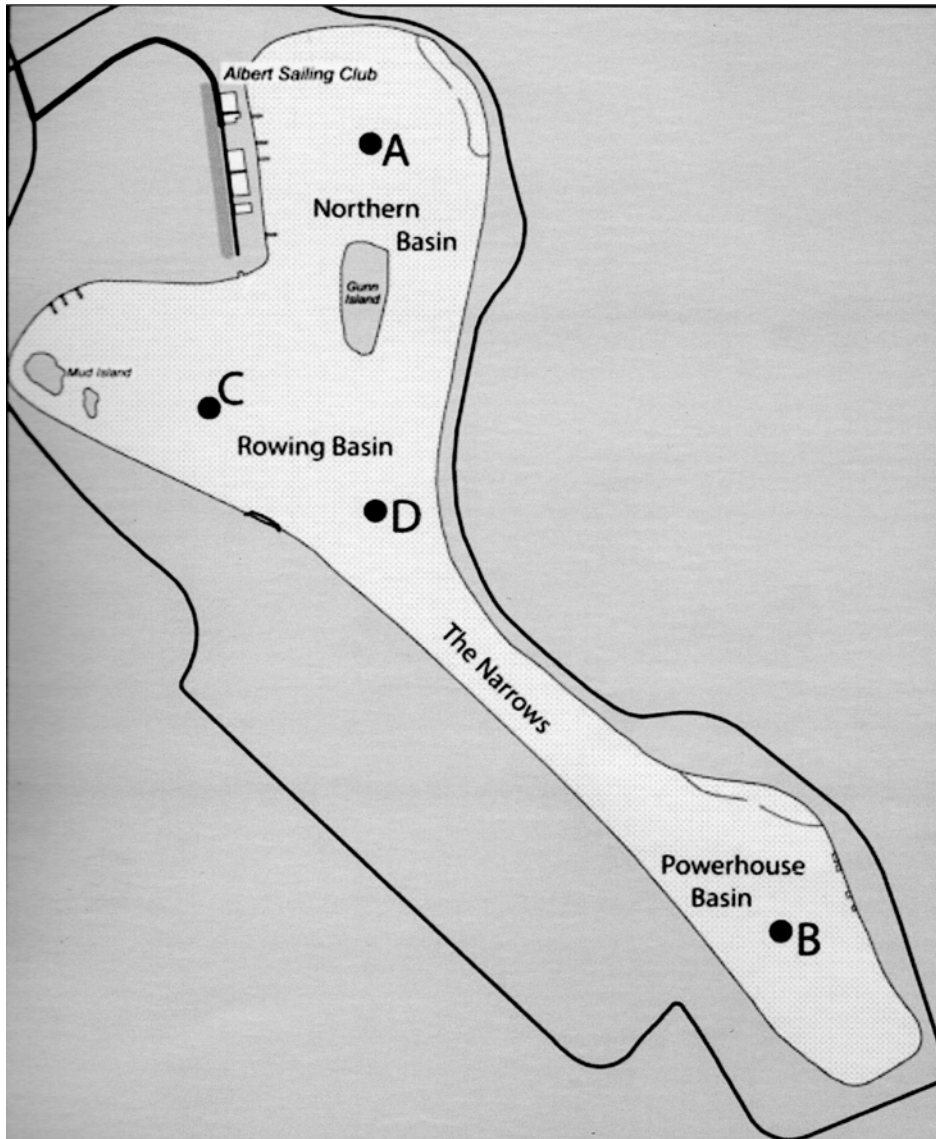 Albert Sailing Club
A
Northern
Basin
Gunn
Island
Mud Island
C
Rowing Basin
D
The Narrows
Powerhouse
Basin
B